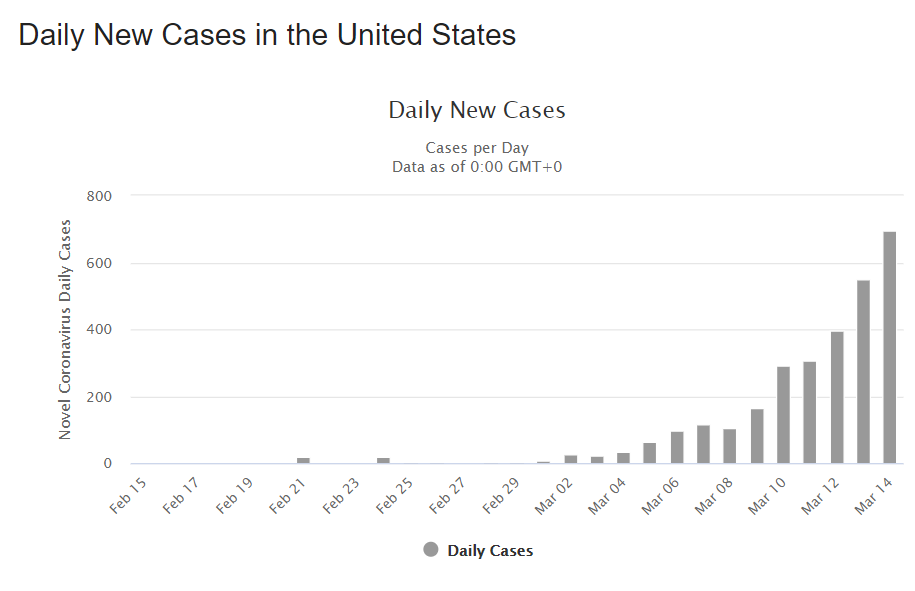 Daily New Cases in the United States
Daily New Cases
Cases per Day
Data as of 0:00 GMT+0
Novel Coronavirus Daily Cases
800
600
400
200
0
Feb 15
Feb 17
Feb 19
Feb 21
Feb 23
Feb 25
Feb 27
Feb 29
Mar 02
Mar 04
Mar 06
Mar 08
Mar 10
Mar 12
Mar 14
Daily Cases